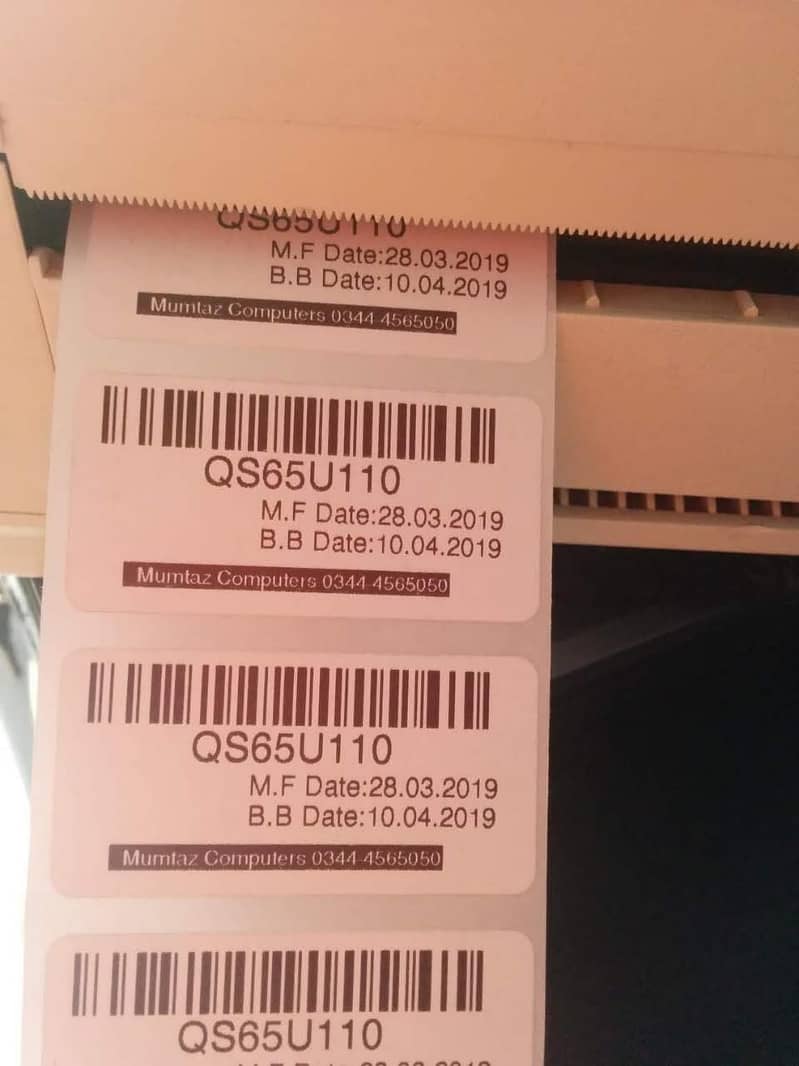 QS65U110
M.F Date:28.03.2019
B.B Date:10.04.2019
Mumtaz Computers 0344-4565050
QS65U110
M.F Date:28.03.2019
B.B Date:10.04.2019
Mumtaz Computers 0344-4565050
QS65U110
M.F Date:28.03.2019
B.B Date:10.04.2019
Mumtaz Computers 0344-4565050
QS65U110